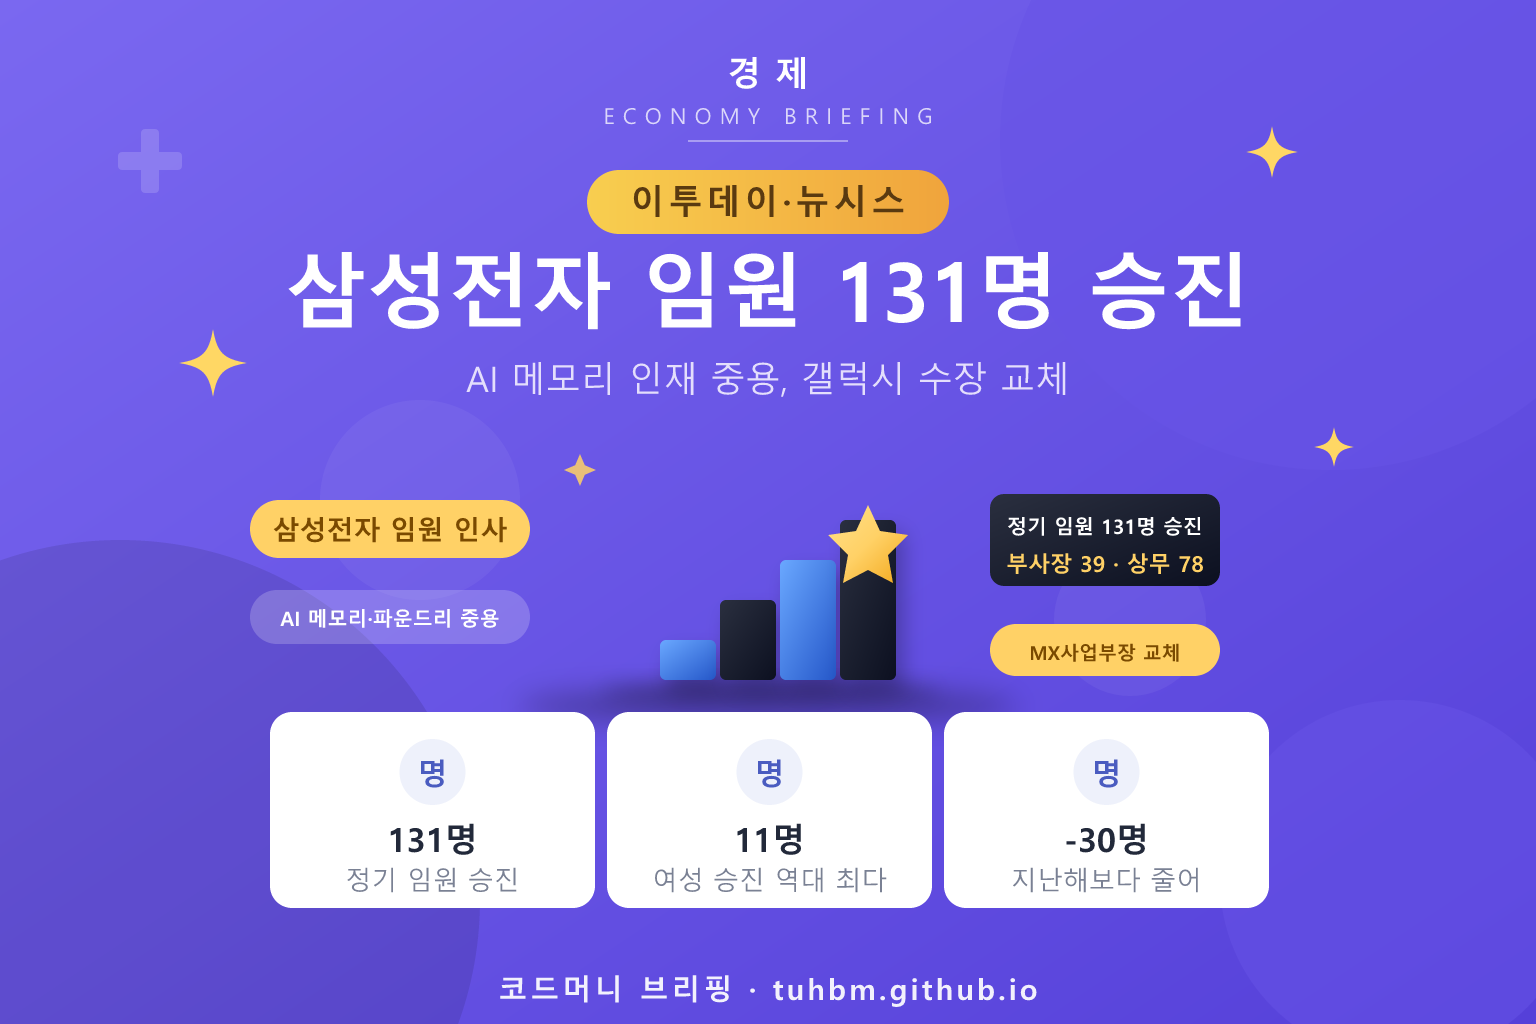 경제
ECONOMY BRIEFING
이투데이·뉴시스
삼성전자 임원 131명 승진
AI 메모리 인재 중용, 갤럭시 수장 교체
삼성전자 임원 인사
AI 메모리·파운드리 중용
정기 임원 131명 승진
부사장 39 · 상무 78
MX사업부장 교체
명
131명
정기 임원 승진
명
11명
여성 승진 역대 최다
명
-30명
지난해보다 줄어
코드머니 브리핑 · tuhbm.github.io